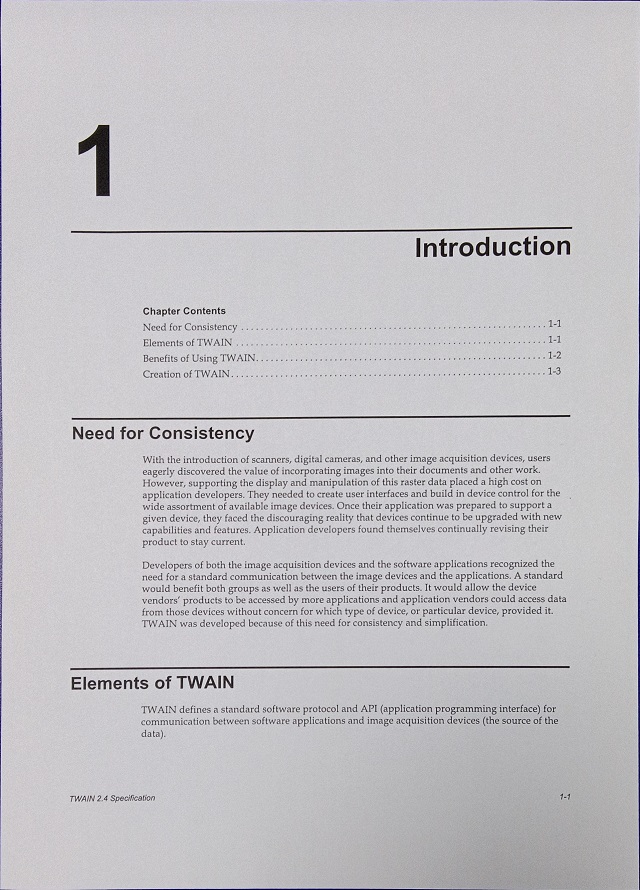 1
Introduction
Chapter Contents
Need for Consistency . . . . . . . . . . . . . . . . . . . . . . . . . . . . . . . . . . . . . . . . . . . . . . . . . . . . . . . . . . 1-1
Elements of TWAIN . . . . . . . . . . . . . . . . . . . . . . . . . . . . . . . . . . . . . . . . . . . . . . . . . . . . . . . . . . . 1-1
Benefits of Using TWAIN. . . . . . . . . . . . . . . . . . . . . . . . . . . . . . . . . . . . . . . . . . . . . . . . . . . . . . . 1-2
Creation of TWAIN. . . . . . . . . . . . . . . . . . . . . . . . . . . . . . . . . . . . . . . . . . . . . . . . . . . . . . . . . . . . 1-3
Need for Consistency
With the introduction of scanners, digital cameras, and other image acquisition devices, users
eagerly discovered the value of incorporating images into their documents and other work.
However, supporting the display and manipulation of this raster data placed a high cost on
application developers. They needed to create user interfaces and build in device control for the
wide assortment of available image devices. Once their application was prepared to support a
given device, they faced the discouraging reality that devices continue to be upgraded with new
capabilities and features. Application developers found themselves continually revising their
product to stay current.
Developers of both the image acquisition devices and the software applications recognized the
need for a standard communication between the image devices and the applications. A standard
would benefit both groups as well as the users of their products. It would allow the device
vendors' products to be accessed by more applications and application vendors could access data
from those devices without concern for which type of device, or particular device, provided it.
TWAIN was developed because of this need for consistency and simplification.
Elements of TWAIN
TWAIN defines a standard software protocol and API (application programming interface) for
communication between software applications and image acquisition devices (the source of the
data).
TWAIN 2.4 Specification 1-1